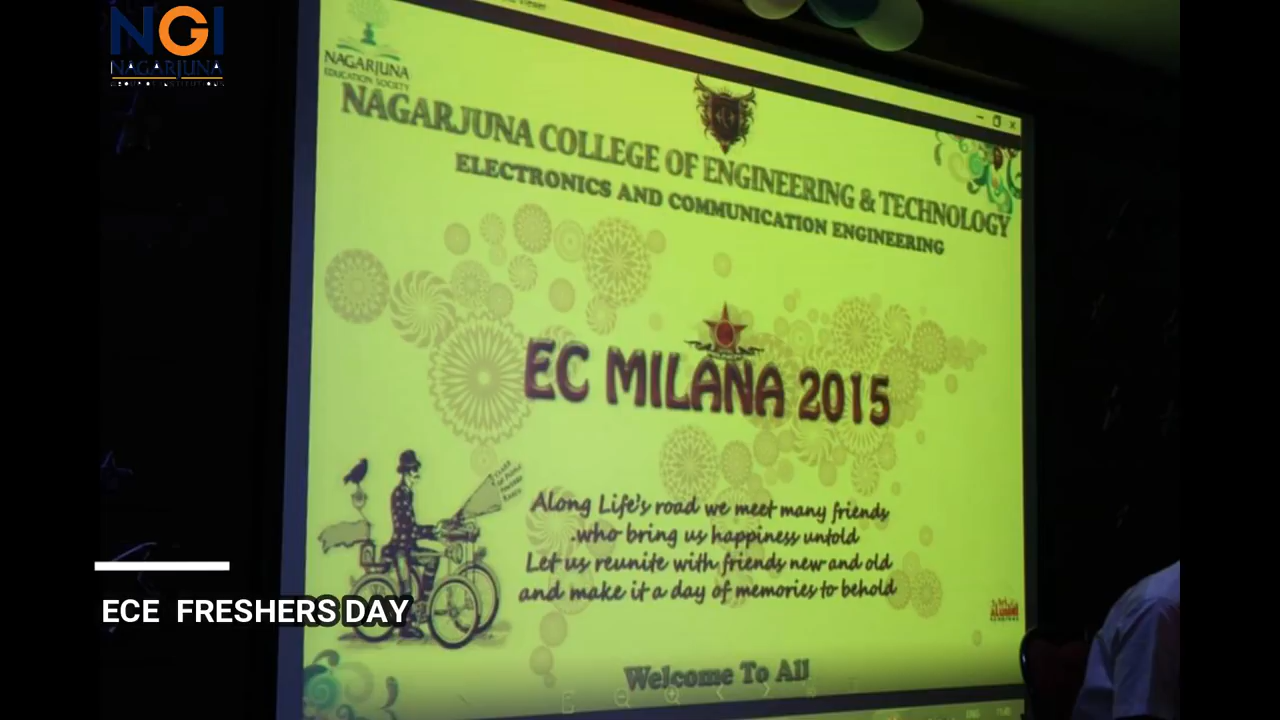 NGI
NAGARJUNA
NAGARJUNA
EDUCATION SOCIETY
NAGARJUNA COLLEGE OF ENGINEERING & TECHNOLOGY
ELECTRONICS AND COMMUNICATION ENGINEERING
EC MILANA 2015
Along Life's road we meet many friends
.who bring us happiness untold
Let us reunite with friends new and old
and make it a day of memories to behold
ECE FRESHERS DAY
Welcome To All